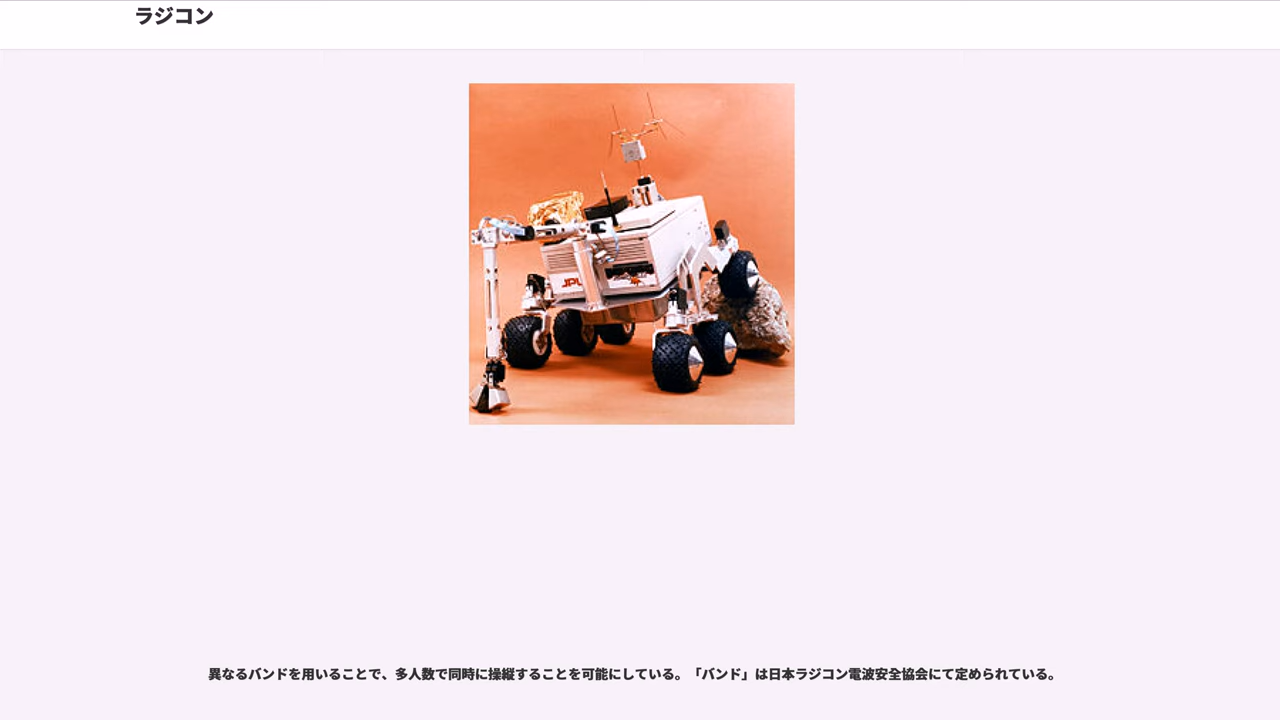 ラジコン
JPL
異なるバンドを用いることで、多人数で同時に操縦することを可能にしている。「バンド」は日本ラジコン電波安全協会にて定められている。